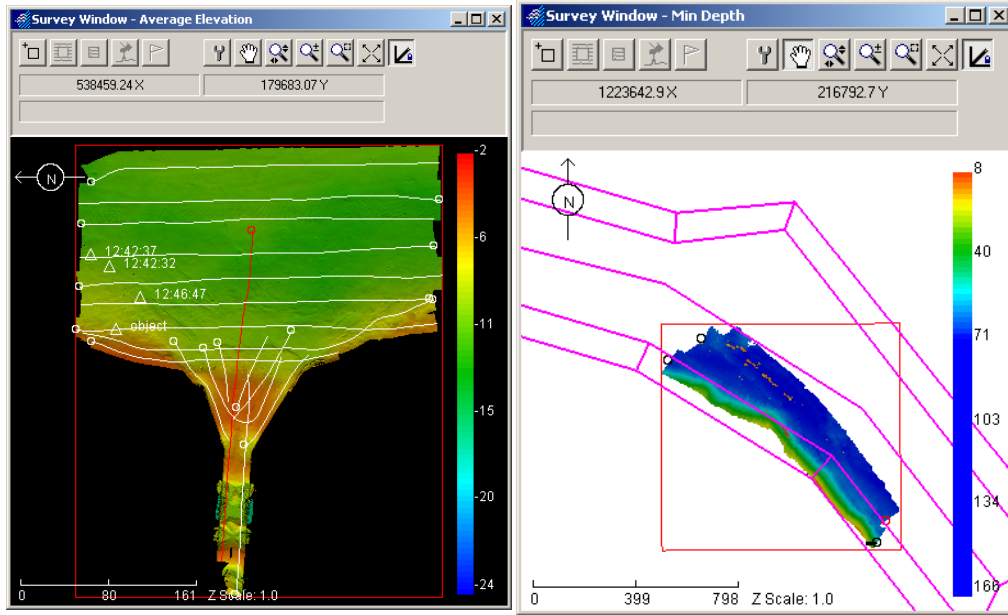 Survey Window - Average Elevation
538459.24 X
179683.07 Y
N
12:42:37
12:42:32
12:46:47
object
-2
-6
-11
-15
-20
-24
0
80
161
Z Scale: 1.0
Survey Window - Min Depth
1223642.9 X
216792.7 Y
N
8
40
71
103
134
166
0
399
798
Z Scale: 1.0